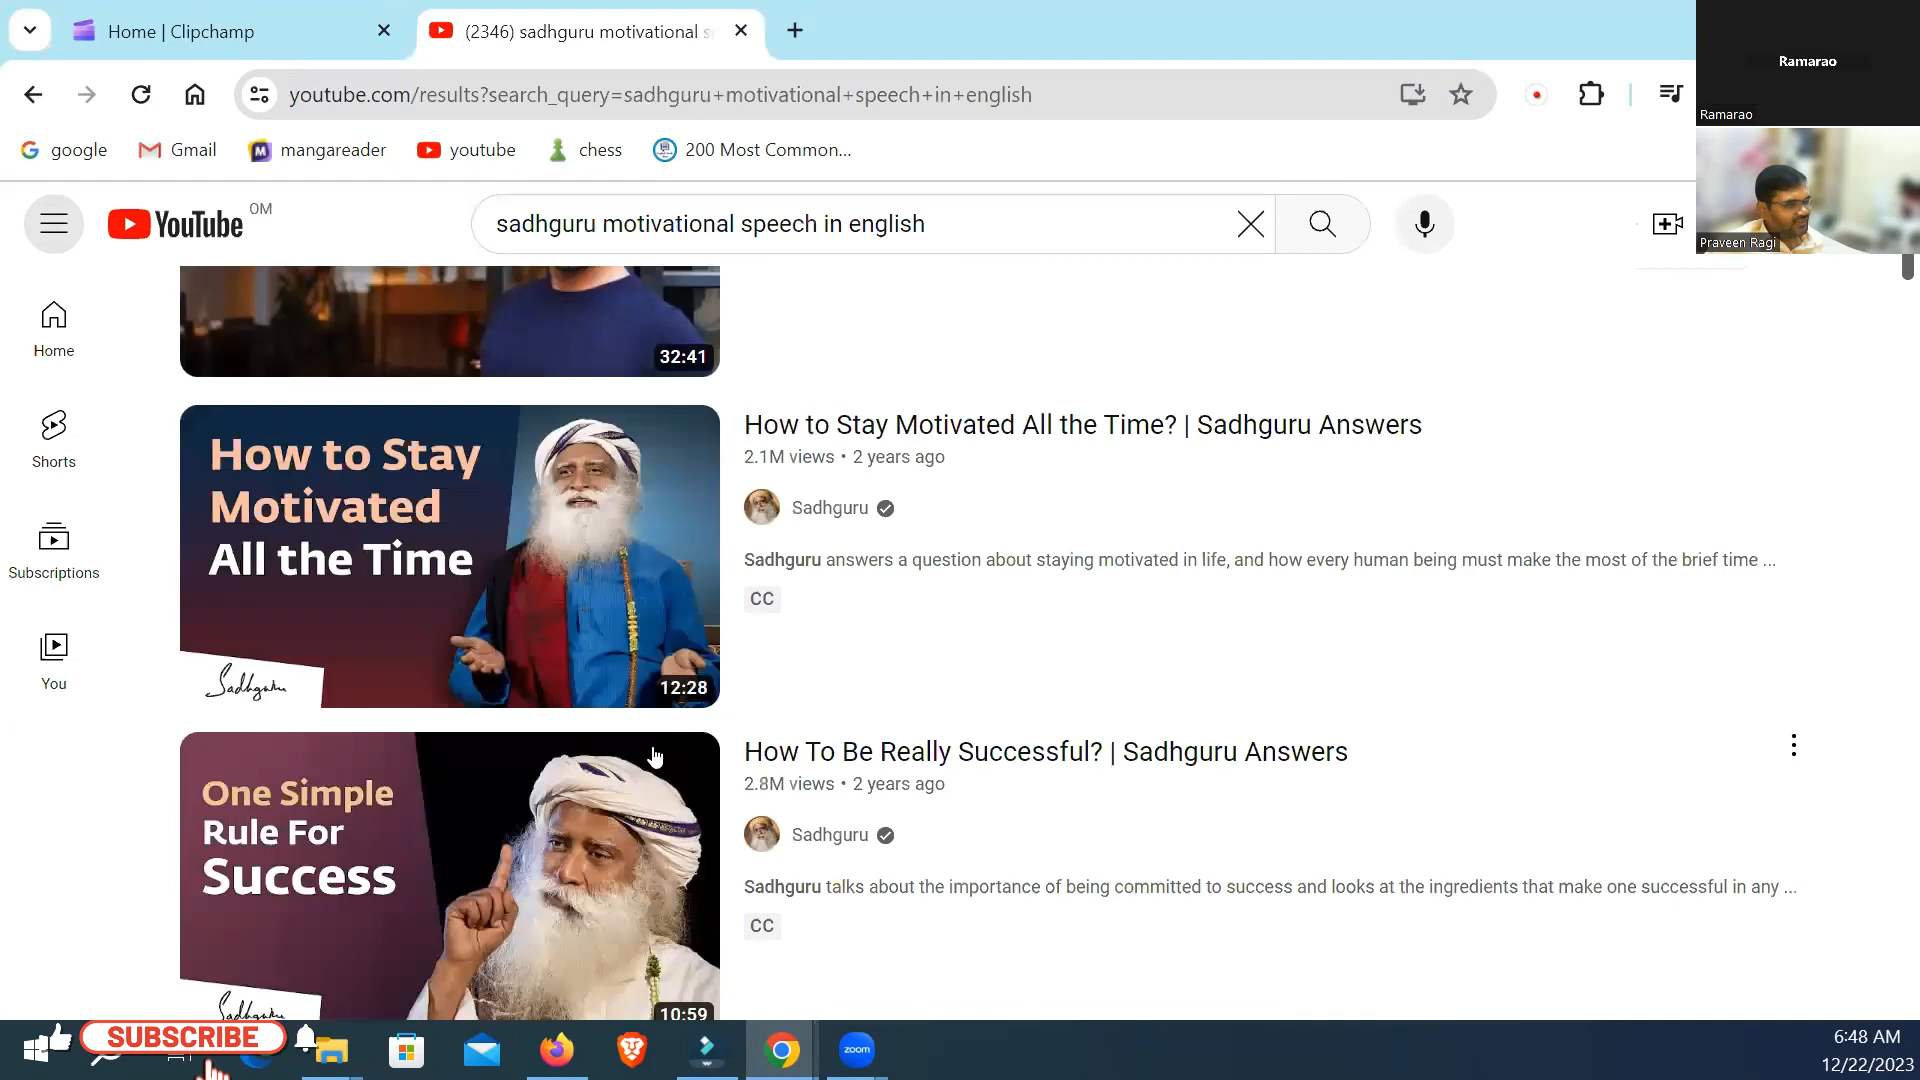 Home | Clipchamp
(2346) sadhguru motivational s
Ramarao
Ramarao
youtube.com/results?search_query=sadhguru+motivational+speech+in+english
google
Gmail
mangareader
youtube
chess
200 Most Common...
Praveen Ragi
YouTube
OM
sadhguru motivational speech in english
Home
Shorts
Subscriptions
You
32:41
How to Stay
Motivated
All the Time
Sadhguru
12:28
How to Stay Motivated All the Time? | Sadhguru Answers
2.1M views • 2 years ago
Sadhguru
Sadhguru answers a question about staying motivated in life, and how every human being must make the most of the brief time ...
CC
One Simple
Rule For
Success
Sadhguru
10:59
How To Be Really Successful? | Sadhguru Answers
2.8M views • 2 years ago
Sadhguru
Sadhguru talks about the importance of being committed to success and looks at the ingredients that make one successful in any ...
CC
SUBSCRIBE
zoom
6:48 AM
12/22/2023